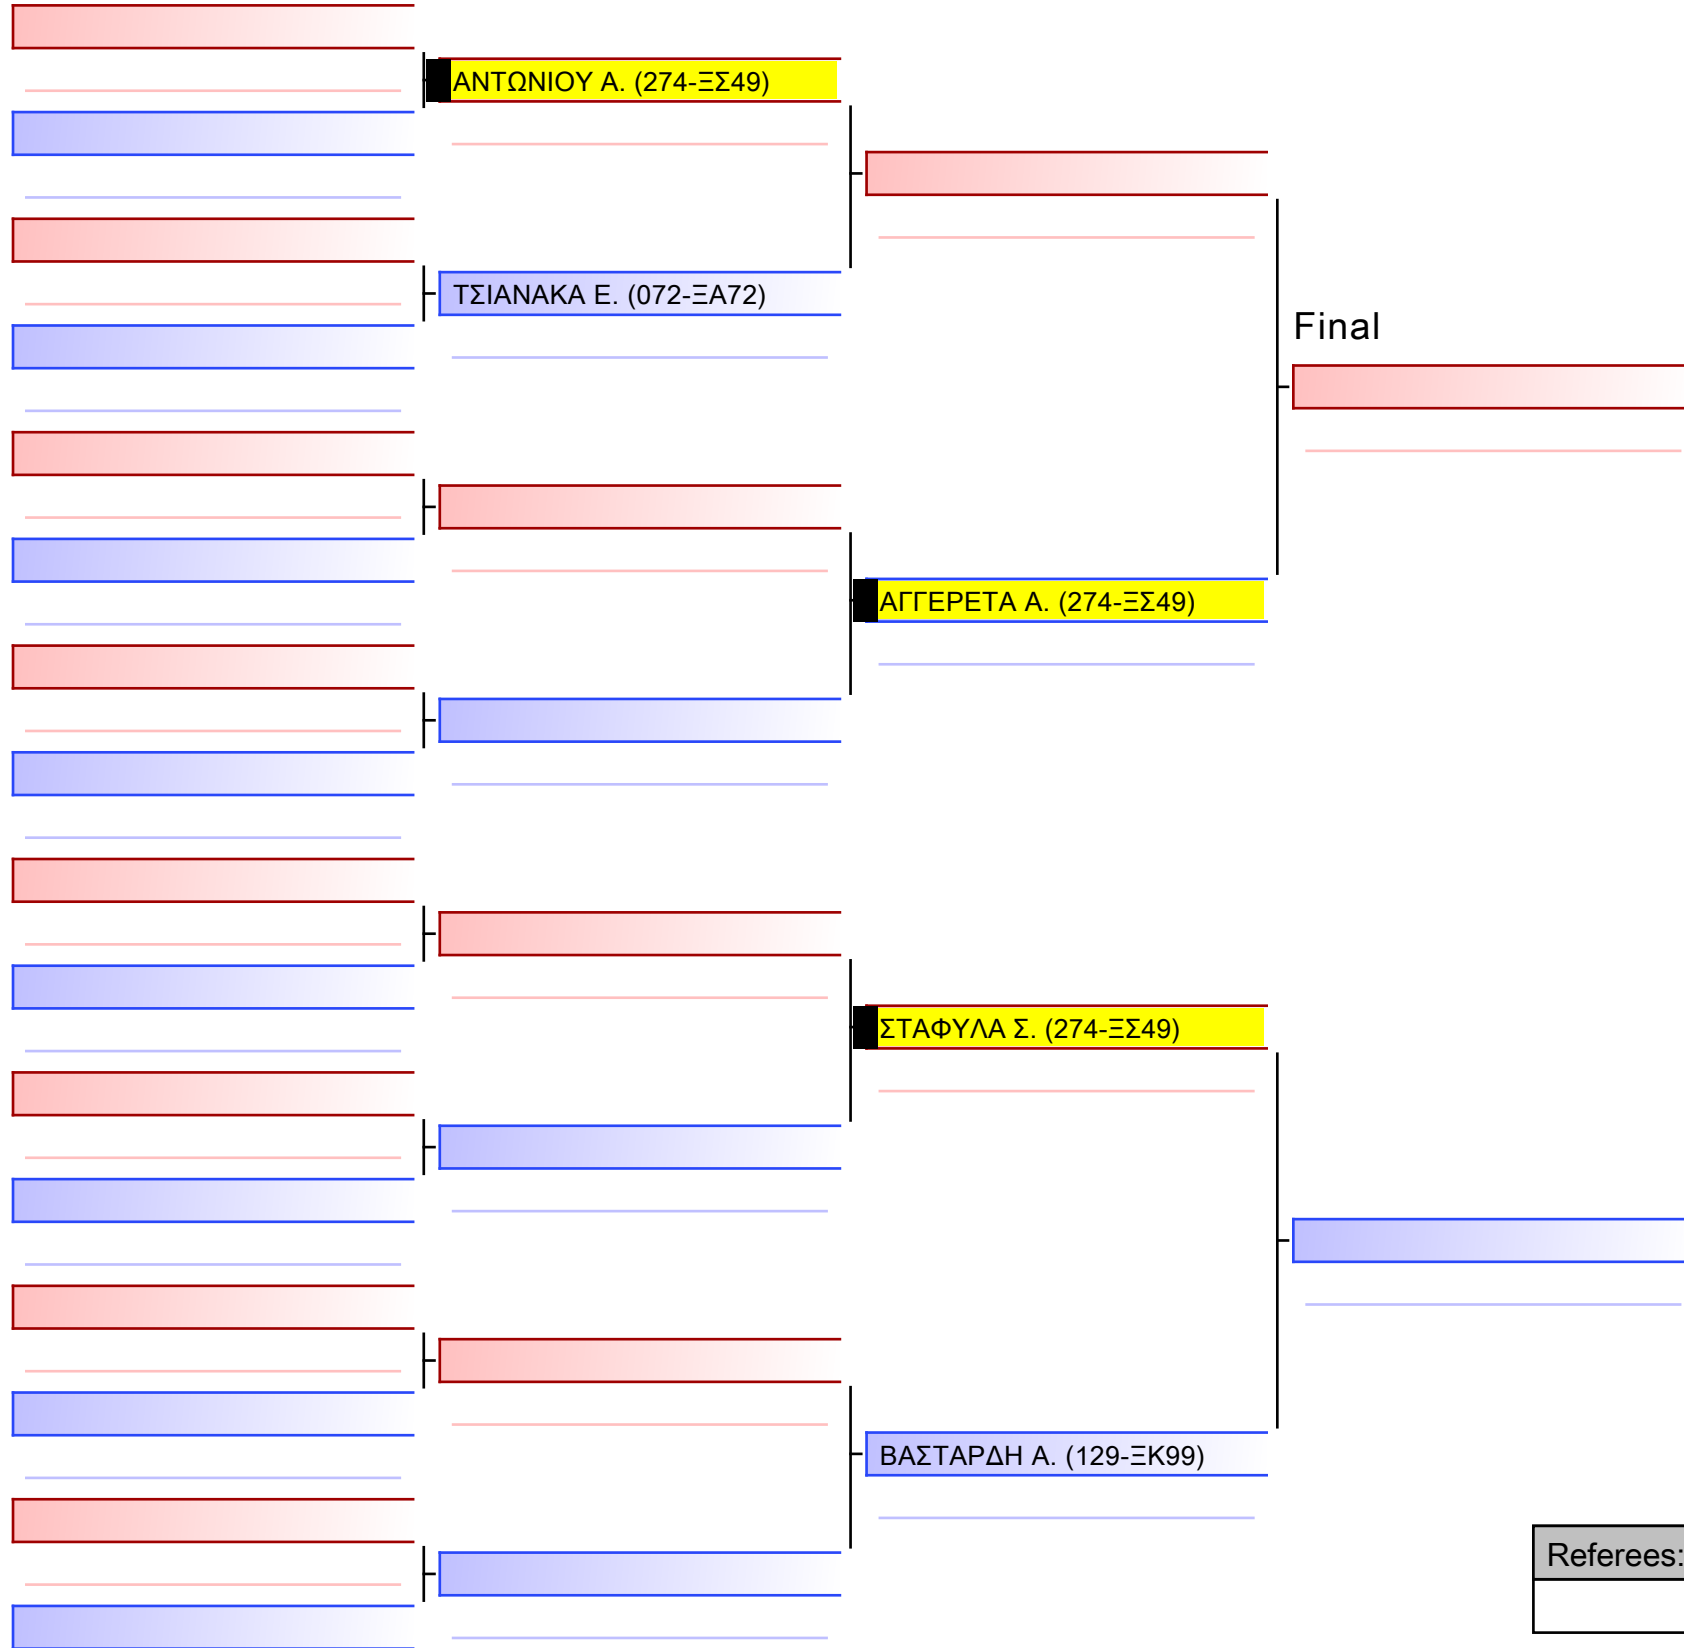 ΑΝΤΩΝΙΟΥ Α. (274-ΞΣ49)
ΤΣΙΑΝΑΚΑ Ε. (072-ΞΑ72)
Final
ΑΓΓΕΡΕΤΑ Α. (274-ΞΣ49)
ΣΤΑΦΥΛΑ Σ. (274-ΞΣ49)
ΒΑΣΤΑΡΔΗ Α. (129-ΞΚ99)
Referees: